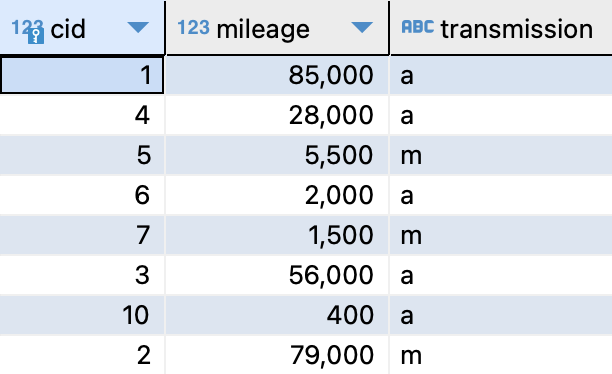 123 cid 123 mileage ABC transmission
1 85,000 a
4 28,000 a
5 5,500 m
6 2,000 a
7 1,500 m
3 56,000 a
10 400 a
2 79,000 m